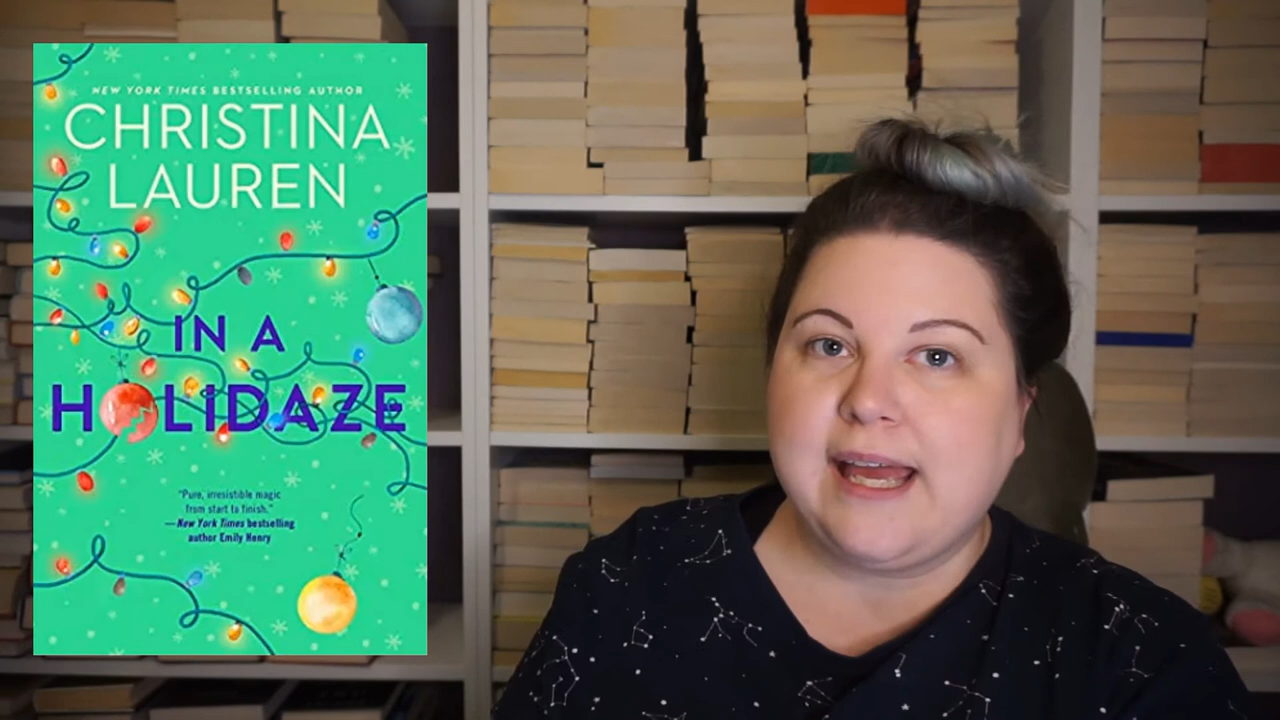 NEW YORK TIMES BESTSELLING AUTHOR
CHRISTINA
LAUREN
IN A
HOLIDAZE
"Pure, irresistible magic
from start to finish."
—New York Times bestselling
author Emily Henry